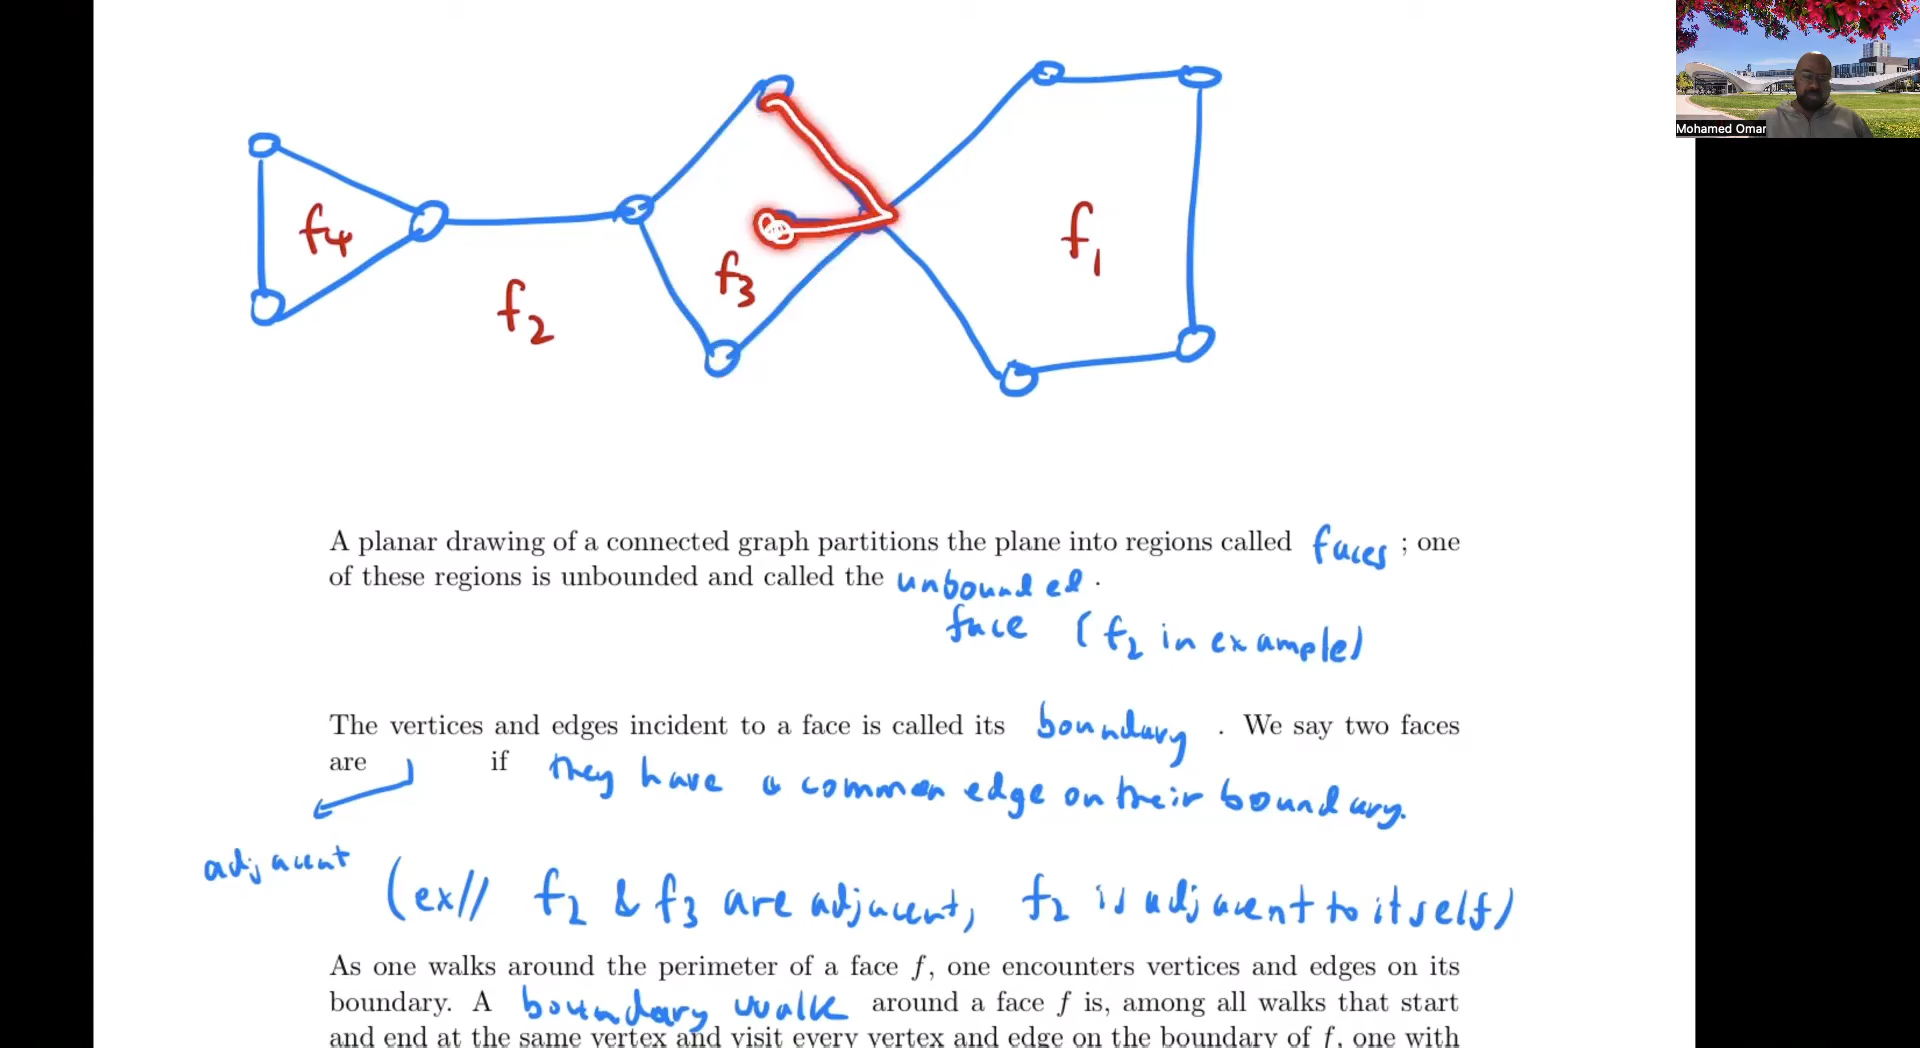 Mohamed Omar
f4
f2
f3
f1
A planar drawing of a connected graph partitions the plane into regions called faces ; one
of these regions is unbounded and called the unbounded .
face (f2 in example)
The vertices and edges incident to a face is called its boundary . We say two faces
are if they have a common edge on their boundary.
adjacent
(ex// f2 & f3 are adjacent, f2 is adjacent to itself)
As one walks around the perimeter of a face f, one encounters vertices and edges on its
boundary. A boundary walk around a face f is, among all walks that start
and end at the same vertex and visit every vertex and edge on the boundary of f, one with